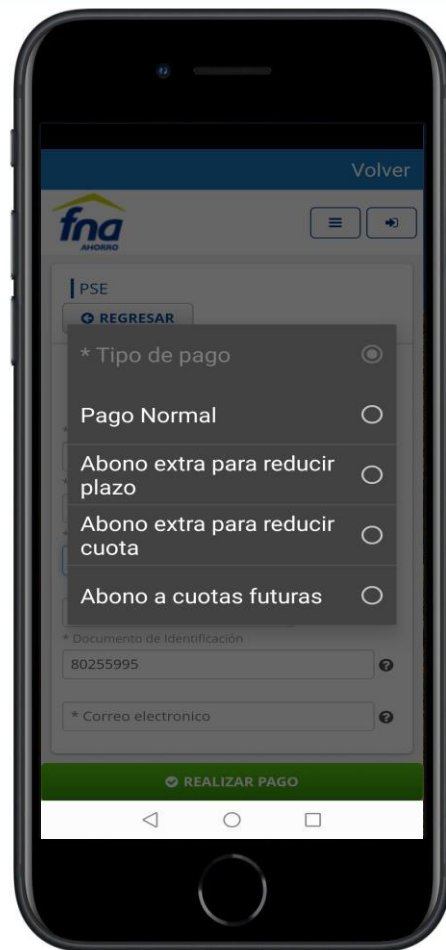 Volver
fna
AHORRO
PSE
REGRESAR
* Tipo de pago
Pago Normal
Abono extra para reducir
plazo
Abono extra para reducir
cuota
Abono a cuotas futuras
* Documento de Identificación
80255995
* Correo electronico
REALIZAR PAGO